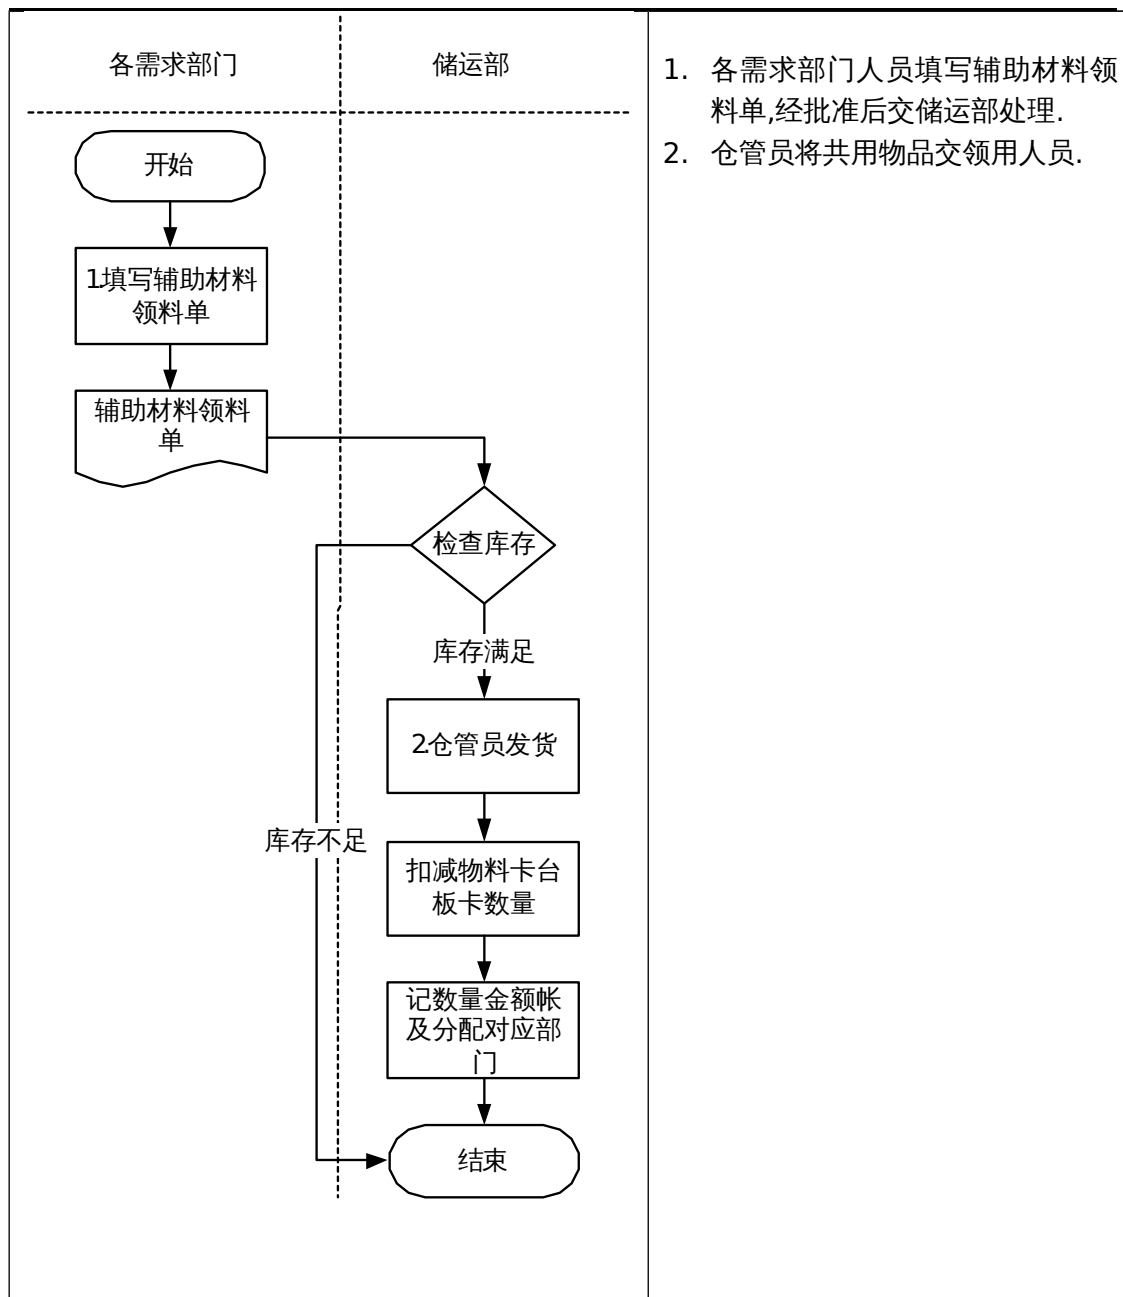 各需求部门
储运部
开始
1.填写辅助材料
领料单
辅助材料领料
单
检查库存
库存满足
2.仓管员发货
库存不足
扣减物料卡台
板卡数量
记数量金额帐
及分配对应部
门
结束
1. 各需求部门人员填写辅助材料领
料单,经批准后交储运部处理.
2. 仓管员将共用物品交领用人员.